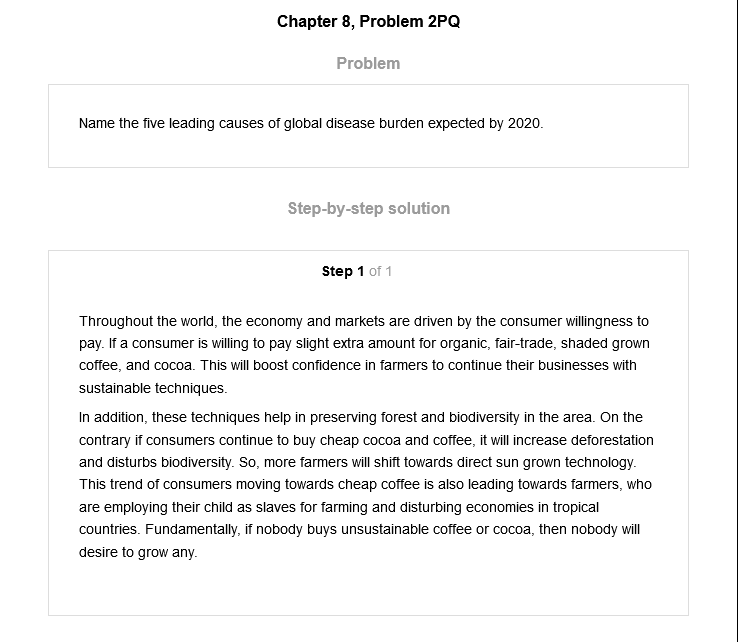 Chapter 8, Problem 2PQ
Problem
Name the five leading causes of global disease burden expected by 2020.
Step-by-step solution
Step 1 of 1
Throughout the world, the economy and markets are driven by the consumer willingness to
pay. If a consumer is willing to pay slight extra amount for organic, fair-trade, shaded grown
coffee, and cocoa. This will boost confidence in farmers to continue their businesses with
sustainable techniques.
In addition, these techniques help in preserving forest and biodiversity in the area. On the
contrary if consumers continue to buy cheap cocoa and coffee, it will increase deforestation
and disturbs biodiversity. So, more farmers will shift towards direct sun grown technology.
This trend of consumers moving towards cheap coffee is also leading towards farmers, who
are employing their child as slaves for farming and disturbing economies in tropical
countries. Fundamentally, if nobody buys unsustainable coffee or cocoa, then nobody will
desire to grow any.